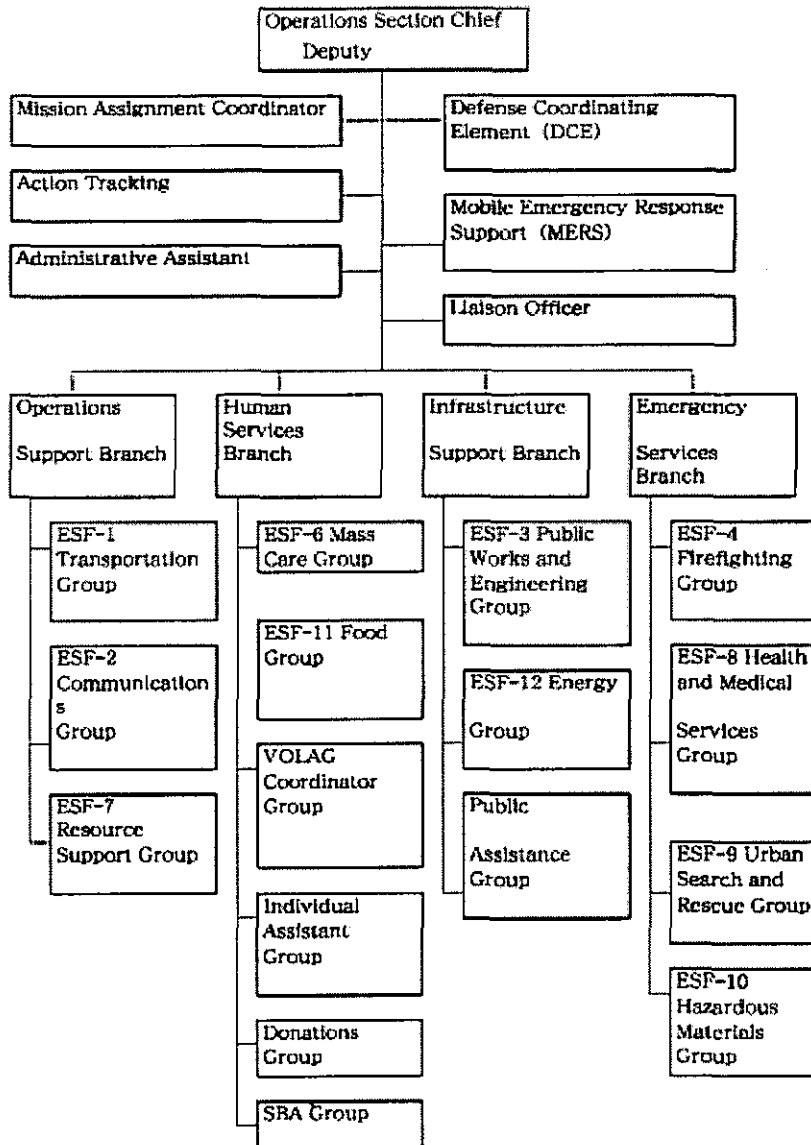 Operations Section Chief
Deputy
Mission Assignment Coordinator
Defense Coordinating
Element (DCE)
Action Tracking
Mobile Emergency Response
Support (MERS)
Administrative Assistant
Liaison Officer
Operations
Support Branch
Human
Services
Branch
Infrastructure
Support Branch
Emergency
Services
Branch
ESF-1
Transportation
Group
ESF-2
Communication
s
Group
ESF-7
Resource
Support Group
ESF-6 Mass
Care Group
ESF-11 Food
Group
VOLAG
Coordinator
Group
Individual
Assistant
Group
Donations
Group
SBA Group
ESF-3 Public
Works and
Engineering
Group
ESF-12 Energy
Group
Public
Assistance
Group
ESF-4
Firefighting
Group
ESF-8 Health
and Medical
Services
Group
ESF-9 Urban
Search and
Rescue Group
ESF-10
Hazardous
Materials
Group